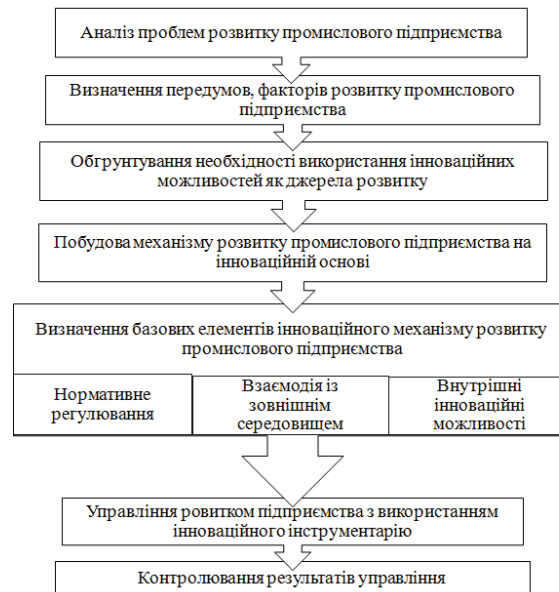 Аналіз проблем розвитку промислового підприємства
Визначення передумов, факторів розвитку промислового
підприємства
Обгрунтування необхідності використання інноваційних
можливостей як джерела розвитку
Побудова механізму розвитку промислового підприємства на
інноваційній основі
Визначення базових елементів інноваційного механізму розвитку
промислового підприємства
Нормативне
регулювання
Взаємодія із
зовнішнім
середовищем
Внутрішні
інноваційні
можливості
Управління ровитком підприємства з використанням
інноваційного інструментарію
Контролювання результатів управління